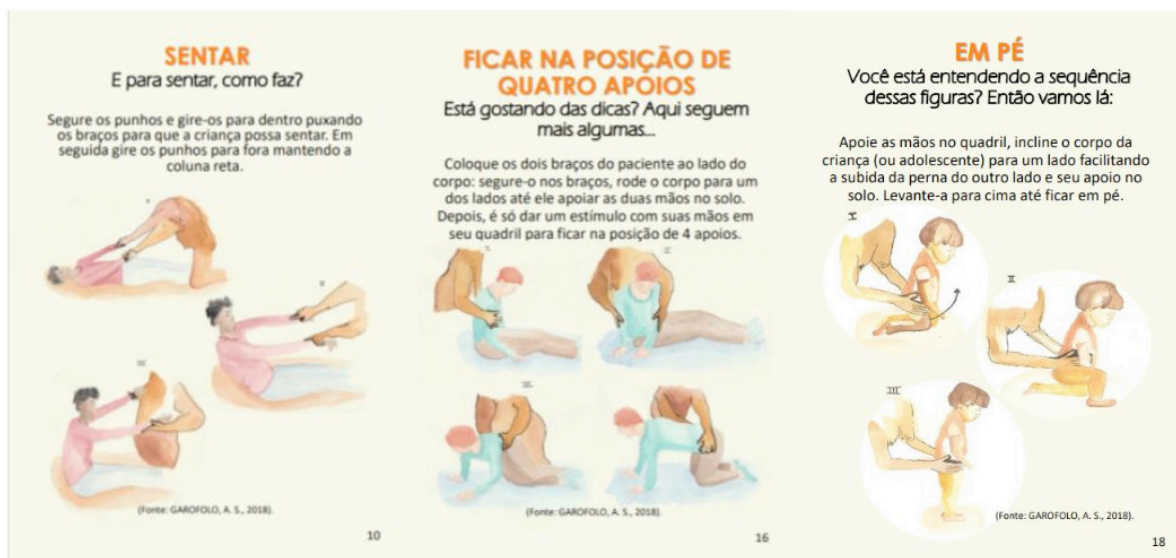 SENTAR
E para sentar, como faz?
Segure os punhos e gire-os para dentro puxando
os braços para que a criança possa sentar. Em
seguida gire os punhos para fora mantendo a
coluna reta.
II
III
(Fonte: GAROFOLO, A. S., 2018).
10
FICAR NA POSIÇÃO DE
QUATRO APOIOS
Está gostando das dicas? Aqui seguem
mais algumas...
Coloque os dois braços do paciente ao lado do
corpo: segure-o nos braços, rode o corpo para um
dos lados até ele apoiar as duas mãos no solo.
Depois, é só dar um estímulo com suas mãos em
seu quadril para ficar na posição de 4 apoios.
I
II
III
(Fonte: GAROFOLO, A. S., 2018).
16
EM PÉ
Você está entendendo a sequência
dessas figuras? Então vamos lá:
Apoie as mãos no quadril, incline o corpo da
criança (ou adolescente) para um lado facilitando
a subida da perna do outro lado e seu apoio no
solo. Levante-a para cima até ficar em pé.
I
II
III
(Fonte: GAROFOLO, A. S., 2018).
18